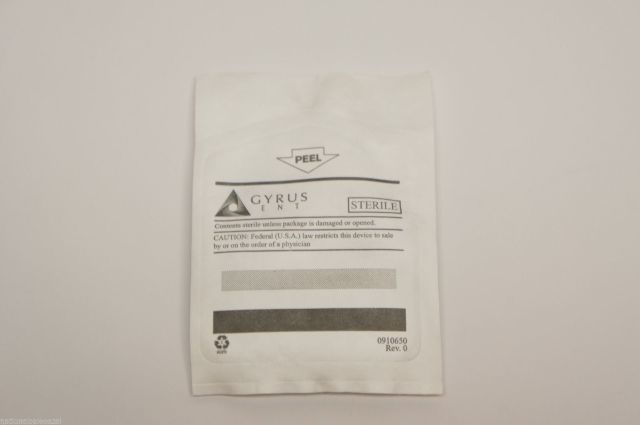 PEEL
GYRUS
ENT
STERILE
Contents sterile unless package is damaged or opened.
CAUTION: Federal (U.S.A.) law restricts this device to sale
by or on the order of a physician
0910650
Rev. 0